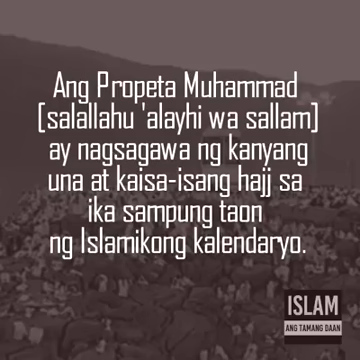 Ang Propeta Muhammad
[salallahu 'alayhi wa sallam]
ay nagsagawa ng kanyang
una at kaisa-isang hajj sa
ika sampung taon
ng Islamikong kalendaryo.
ISLAM
ANG TAMANG DAAN